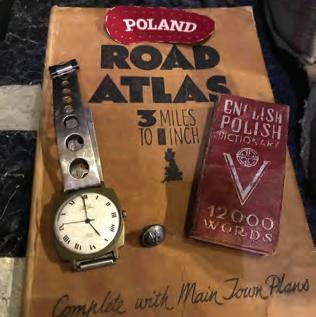 POLAND
ROAD
ATLAS
3 MILES
TO 1 INCH
ENGLISH
POLISH
DICTIONARY
12000
WORDS
Complete with Main Town Plans